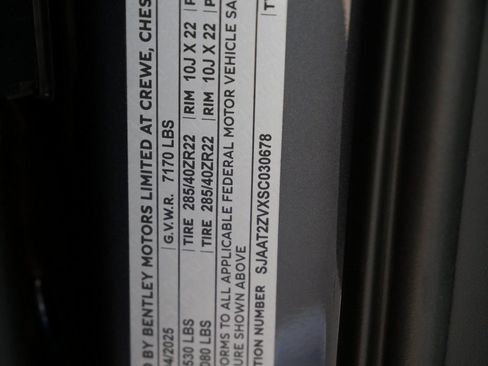 D BY BENTLEY MOTORS LIMITED AT CREWE, CHES
4/2025 G.V.W.R. 7170 LBS
530 LBS TIRE 285/40ZR22 RIM 10J X 22 P
080 LBS TIRE 285/40ZR22 RIM 10J X 22 P
ORMS TO ALL APPLICABLE FEDERAL MOTOR VEHICLE SA
URE SHOWN ABOVE
TION NUMBER SJAAT2ZVXSC030678 T